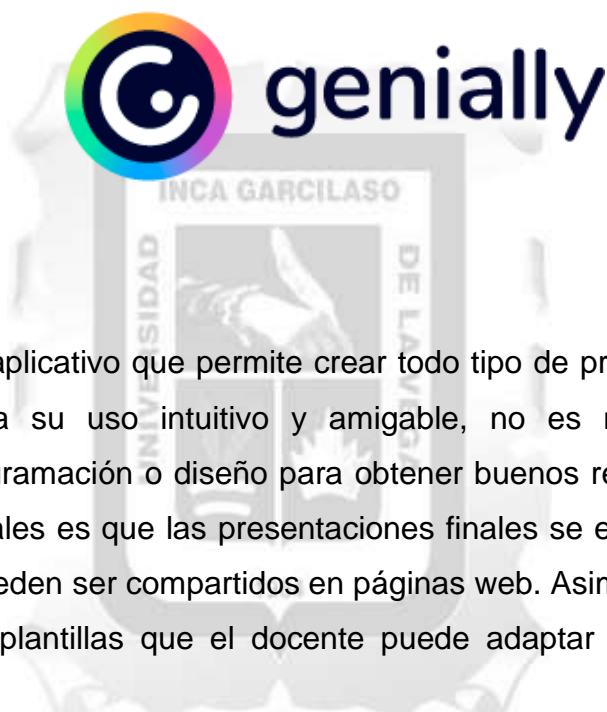 genially
INCA GARCILASO
UNIVERSIDAD
DE LA VEGA
aplicativo que permite crear todo tipo de pr
a su uso intuitivo y amigable, no es
ramación o diseño para obtener buenos re
ales es que las presentaciones finales se e
eden ser compartidos en páginas web. Asin
plantillas que el docente puede adaptar